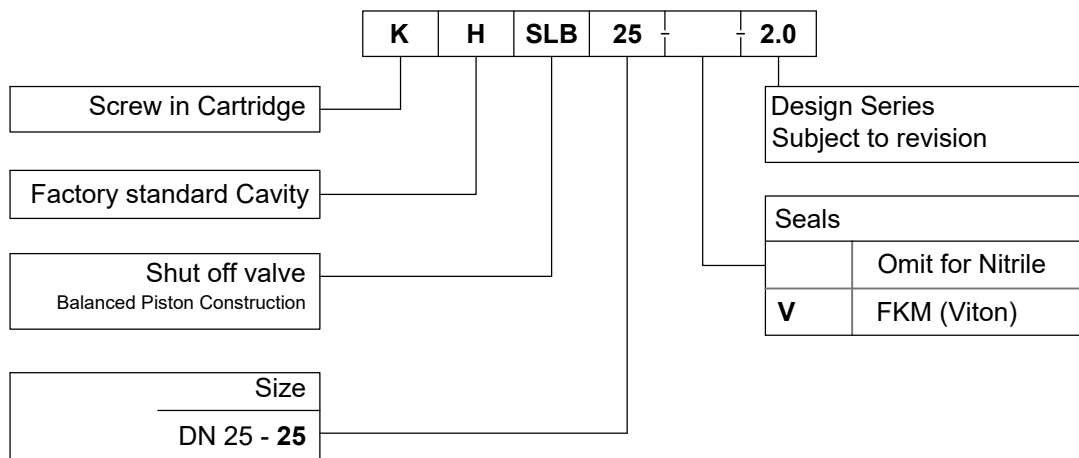 K H SLB 25 - - 2.0
Screw in Cartridge
Design Series
Subject to revision
Factory standard Cavity
Seals
Omit for Nitrile
V FKM (Viton)
Shut off valve
Balanced Piston Construction
Size
DN 25 - 25